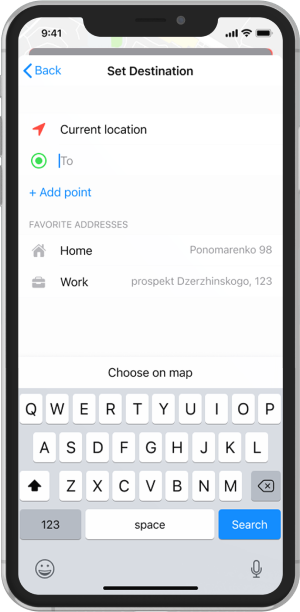 9:41
Back Set Destination
Current location
To
+ Add point
FAVORITE ADDRESSES
Home Ponomarenko 98
Work prospekt Dzerzhinskogo, 123
Choose on map
Q W E R T Y U I O P
A S D F G H J K L
Z X C V B N M
123 space Search